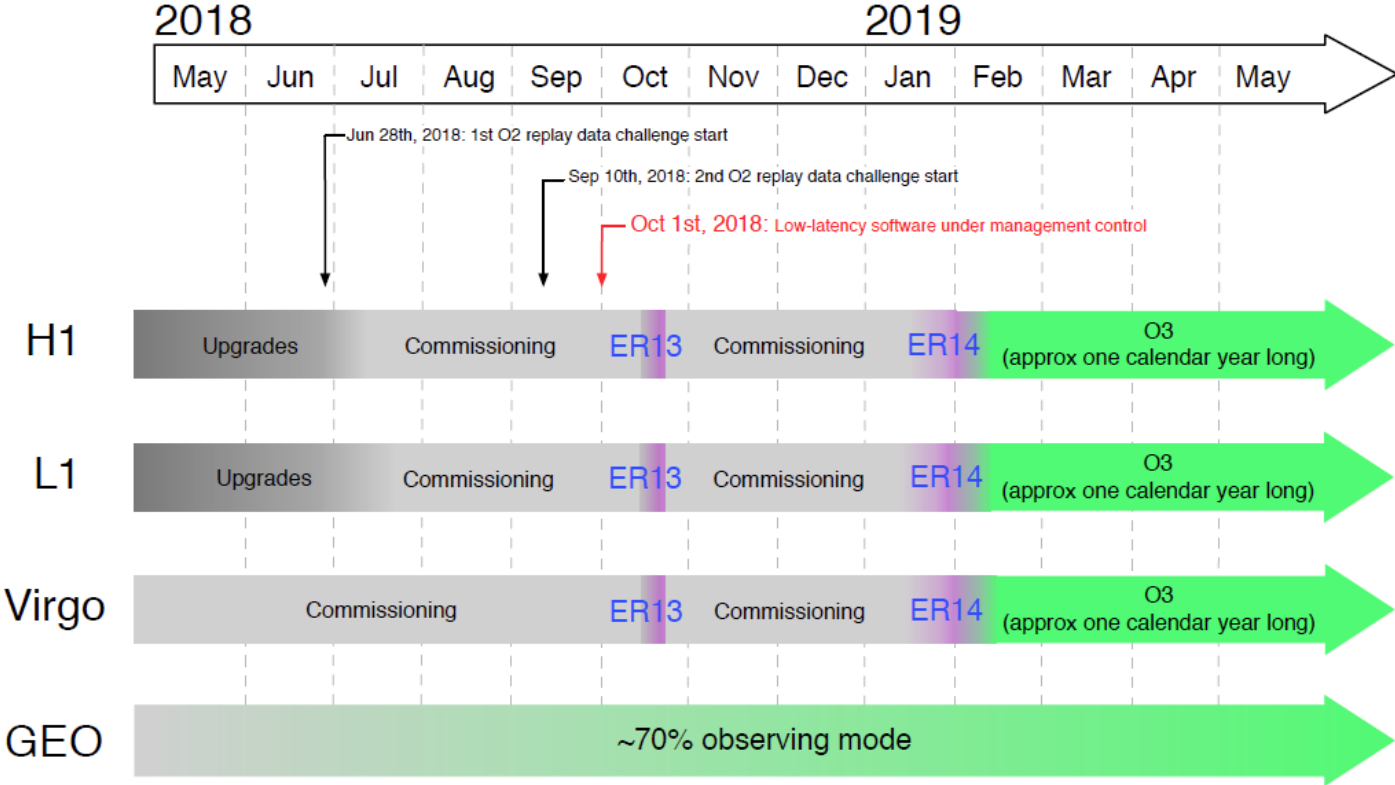 2018 2019
May Jun Jul Aug Sep Oct Nov Dec Jan Feb Mar Apr May
Jun 28th, 2018: 1st O2 replay data challenge start
Sep 10th, 2018: 2nd O2 replay data challenge start
Oct 1st, 2018: Low-latency software under management control
H1
Upgrades Commissioning ER13 Commissioning ER14
O3
(approx one calendar year long)
L1
Upgrades Commissioning ER13 Commissioning ER14
O3
(approx one calendar year long)
Virgo
Commissioning ER13 Commissioning ER14
O3
(approx one calendar year long)
GEO
~70% observing mode